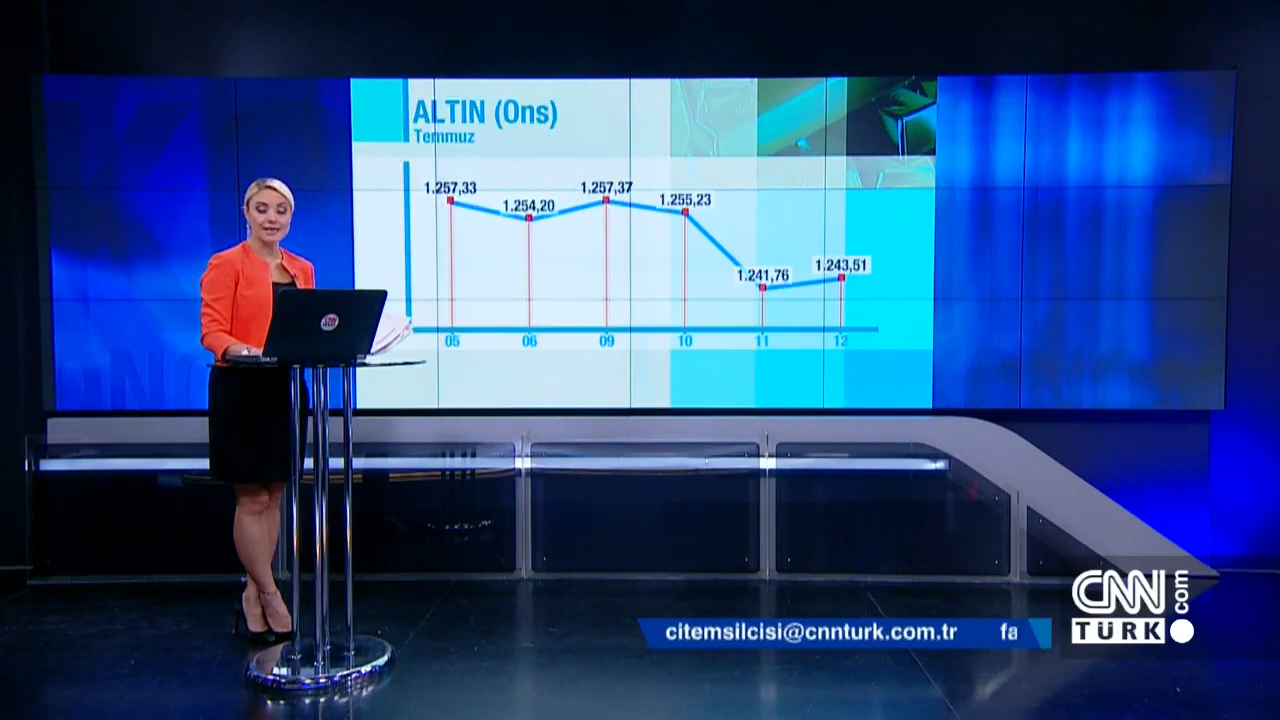 ALTIN (Ons)
Temmuz
1.257,33
1.254,20
1.257,37
1.255,23
1.241,76
1.243,51
05 06 09 10 11 12
CNN
citemsilcisi@cnnturk.com.tr fa
CNN
TÜRK
.com